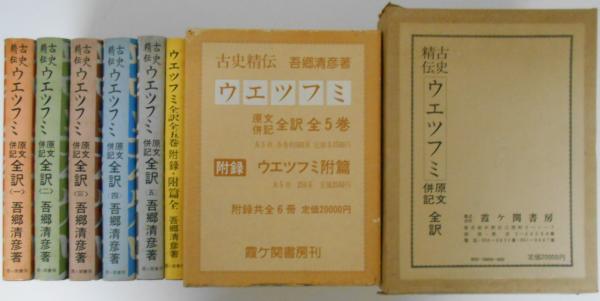 古史精伝 ウエツフミ 原文併記 全訳(一) 吾郷清彦著
古史精伝 ウエツフミ 原文併記 全訳(二) 吾郷清彦著
古史精伝 ウエツフミ 原文併記 全訳(三) 吾郷清彦著
古史精伝 ウエツフミ 原文併記 全訳(四) 吾郷清彦著
古史精伝 ウエツフミ 原文併記 全訳 五 吾郷清彦著
ウエツフミ全訳全五巻 附録・附篇全 吾郷清彦著
古史精伝 吾郷清彦著
ウエツフミ
原文併記 全訳 全5巻
附録 ウエツフミ附篇
附録共全6冊 定価20000円
霞ケ関書房刊
古史精伝 ウエツフミ 原文併記 全訳
霞ケ関書房
定価20000円